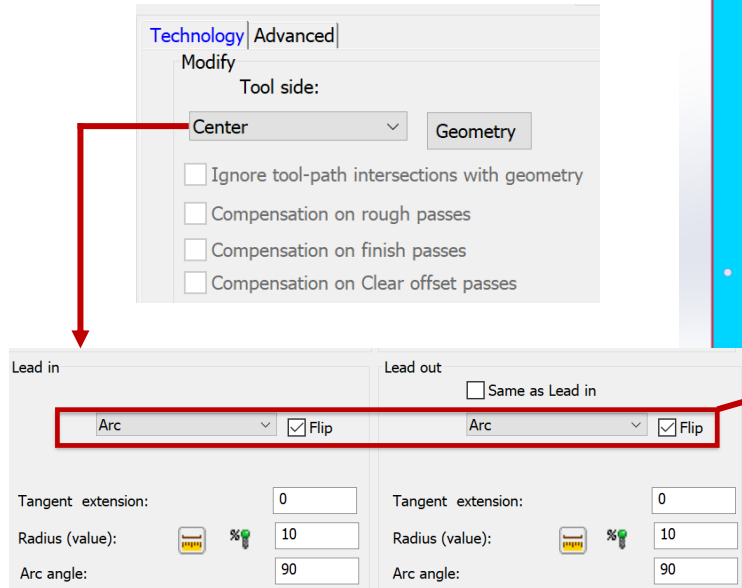 Technology Advanced
Modify
Tool side:
Center Geometry
Ignore tool-path intersections with geometry
Compensation on rough passes
Compensation on finish passes
Compensation on Clear offset passes
Lead in Lead out
Same as Lead in
Arc Flip Arc Flip
Tangent extension: 0 Tangent extension: 0
Radius (value): % 10 Radius (value): % 10
Arc angle: 90 Arc angle: 90